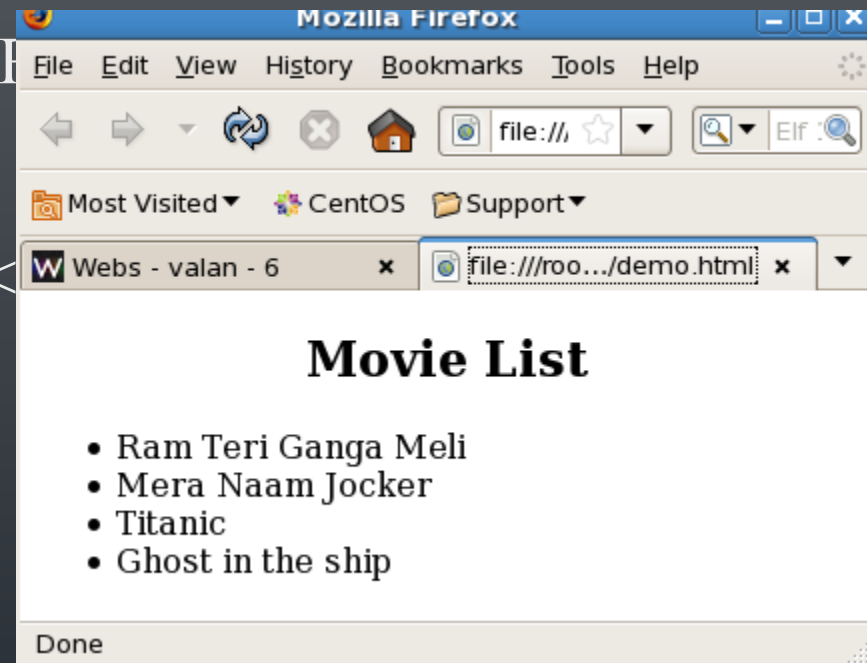 Mozilla Firefox
File Edit View History Bookmarks Tools Help
file:// Elf
Most Visited CentOS Support
Webs - valan - 6 file:///roo.../demo.html
Movie List
• Ram Teri Ganga Meli
• Mera Naam Jocker
• Titanic
• Ghost in the ship
Done